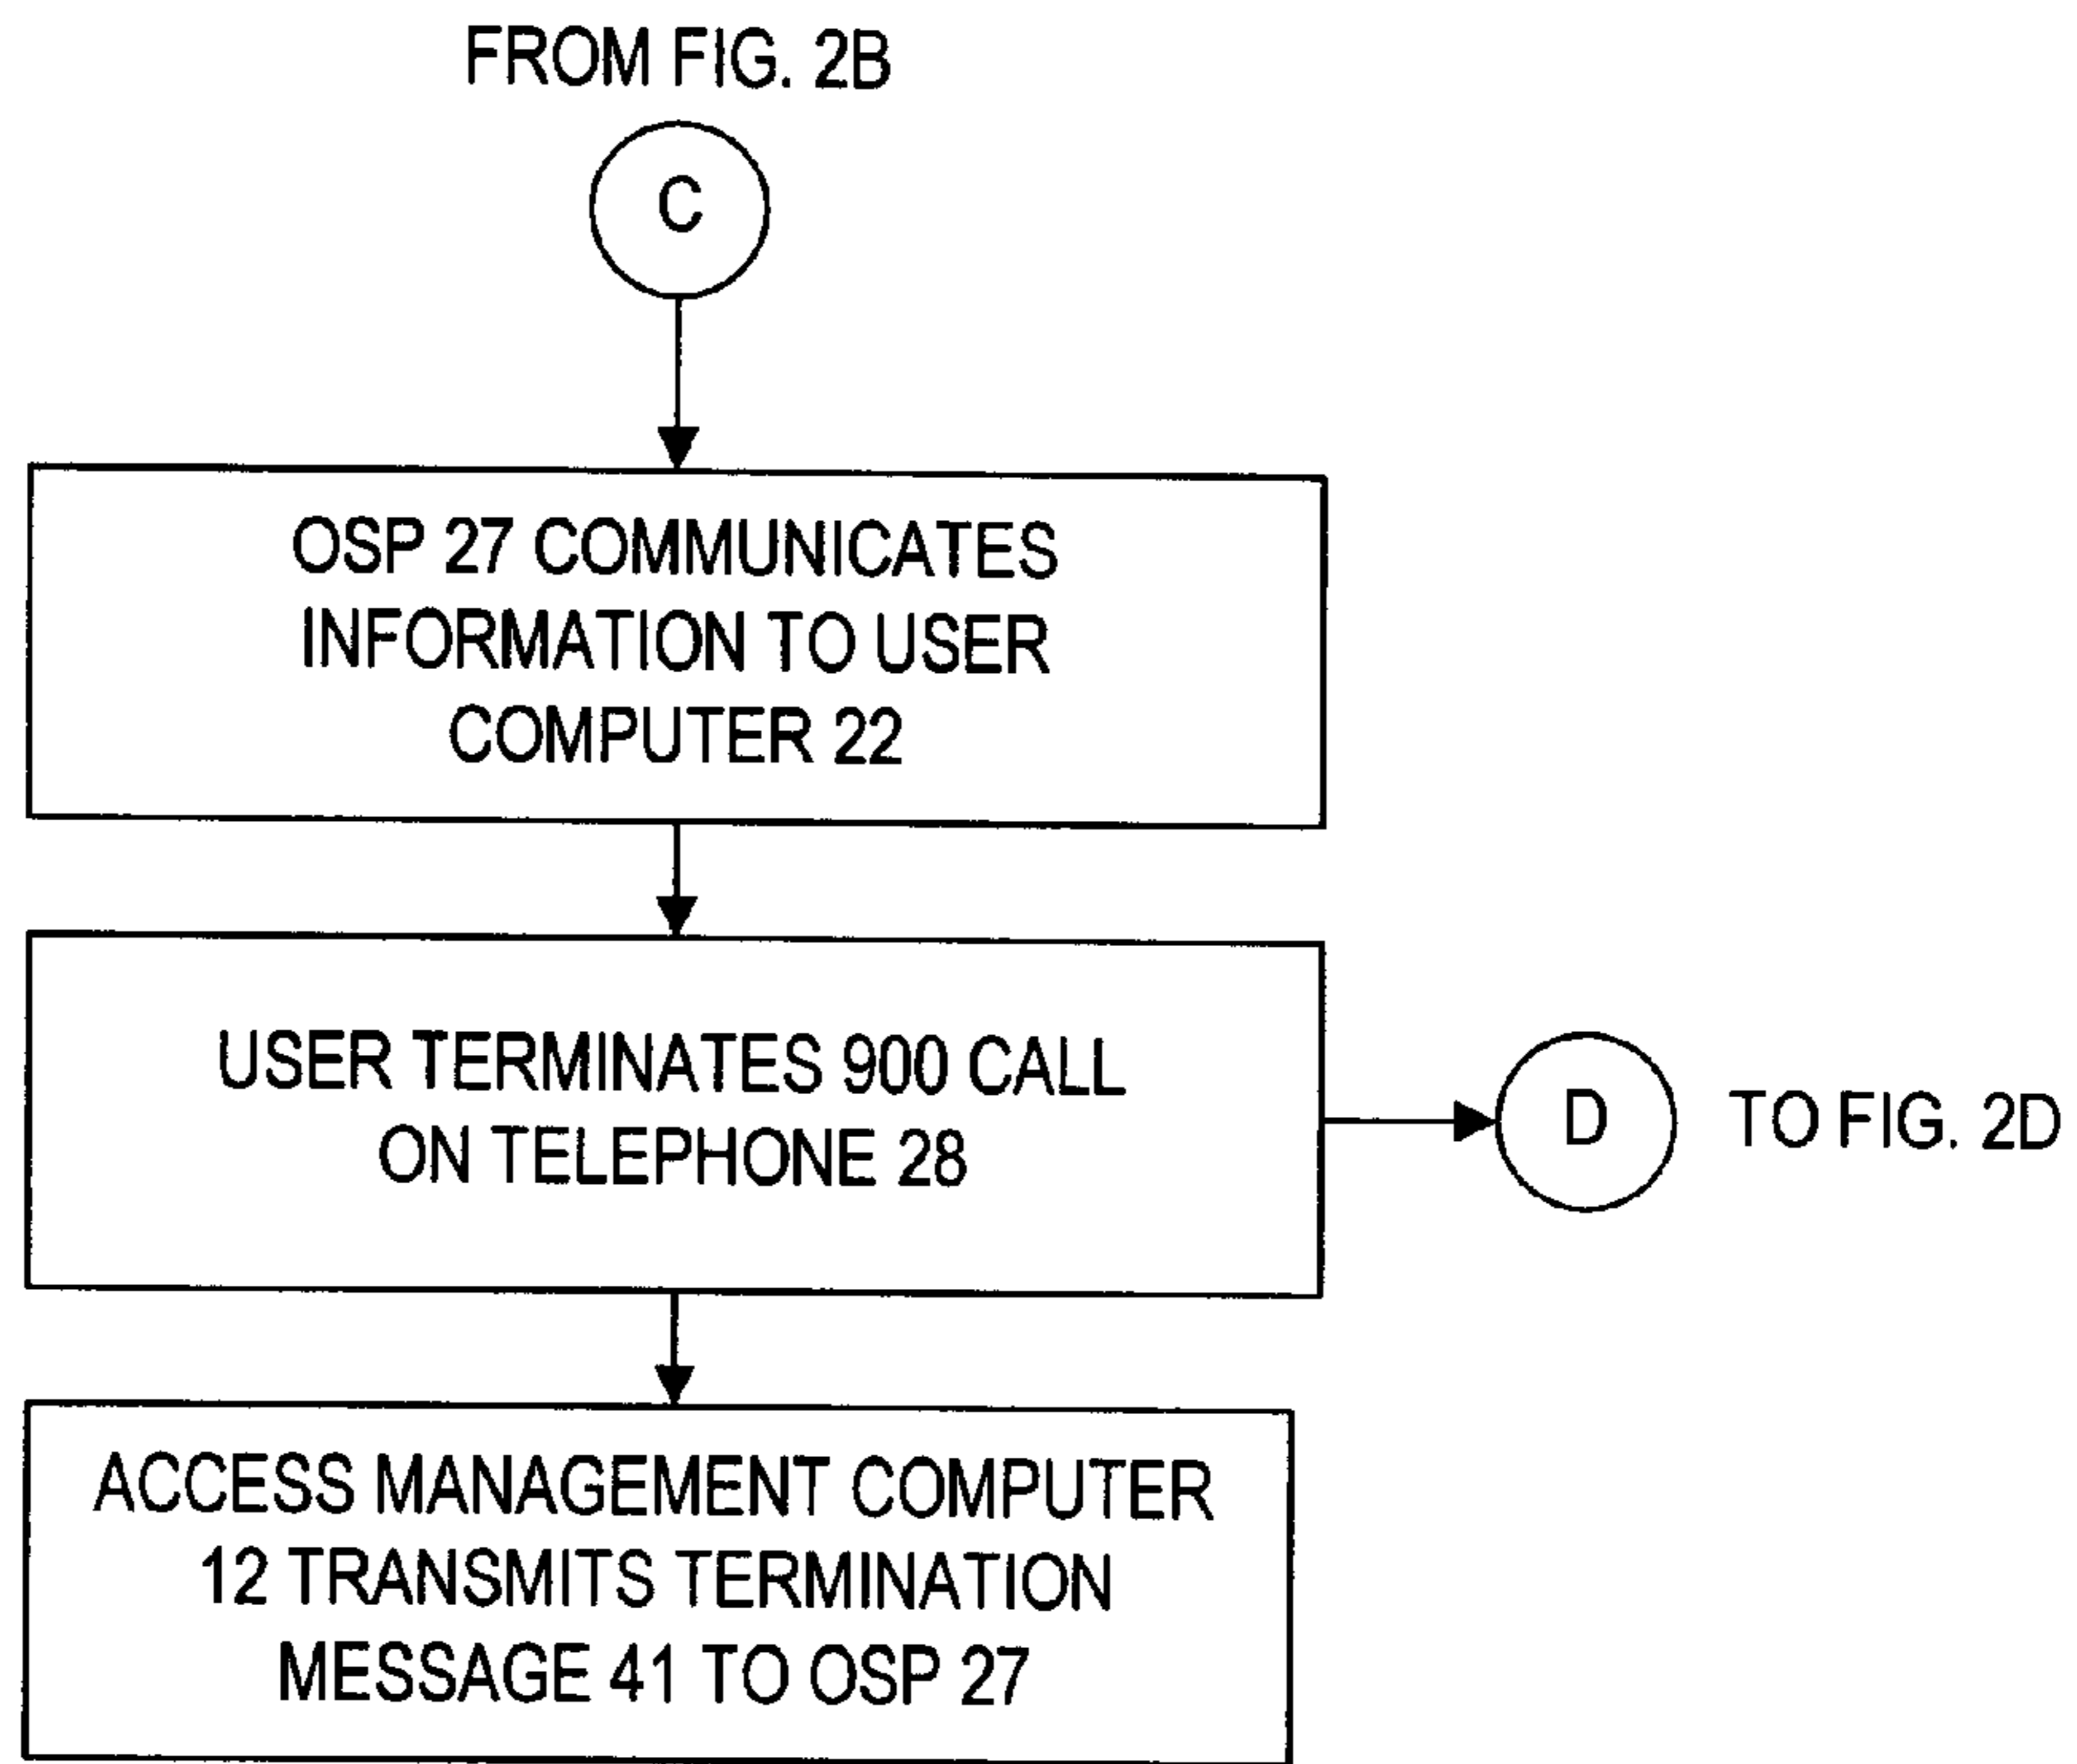 FROM FIG. 2B
C
OSP 27 COMMUNICATES
INFORMATION TO USER
COMPUTER 22
USER TERMINATES 900 CALL
ON TELEPHONE 28
D
TO FIG. 2D
ACCESS MANAGEMENT COMPUTER
12 TRANSMITS TERMINATION
MESSAGE 41 TO OSP 27